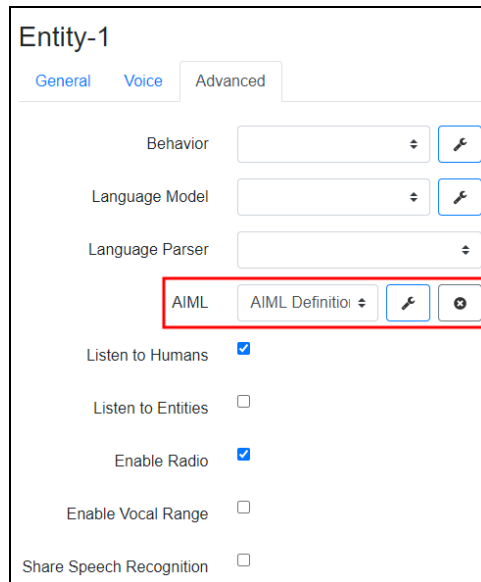 Entity-1
General Voice Advanced
Behavior
Language Model
Language Parser
AIML AIML Definition
Listen to Humans
Listen to Entities
Enable Radio
Enable Vocal Range
Share Speech Recognition